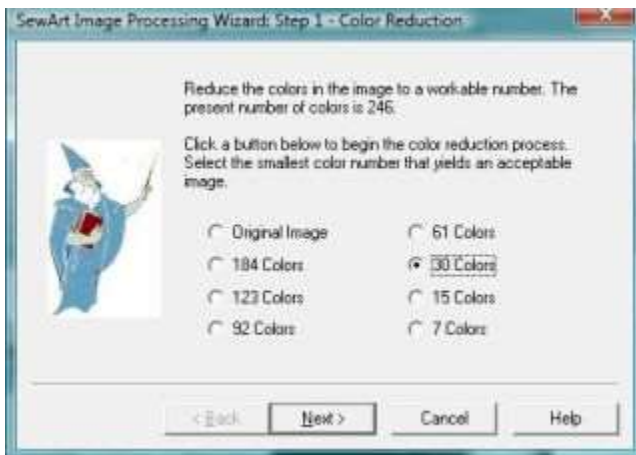 SewArt Image Processing Wizard: Step 1 - Color Reduction
Reduce the colors in the image to a workable number. The
present number of colors is 246.
Click a button below to begin the color reduction process.
Select the smallest color number that yields an acceptable
image.
Original Image
61 Colors
184 Colors
30 Colors
123 Colors
15 Colors
92 Colors
7 Colors
< Back Next > Cancel Help